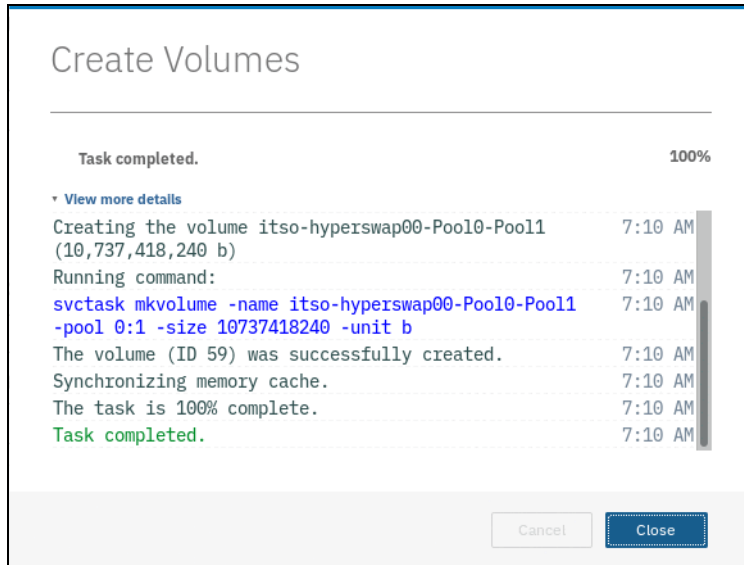 Create Volumes
Task completed. 100%
View more details
Creating the volume itso-hyperswap00-Pool0-Pool1 7:10 AM
(10,737,418,240 b)
Running command: 7:10 AM
svctask mkvolume -name itso-hyperswap00-Pool0-Pool1 7:10 AM
-pool 0:1 -size 10737418240 -unit b
The volume (ID 59) was successfully created. 7:10 AM
Synchronizing memory cache. 7:10 AM
The task is 100% complete. 7:10 AM
Task completed. 7:10 AM
Cancel Close